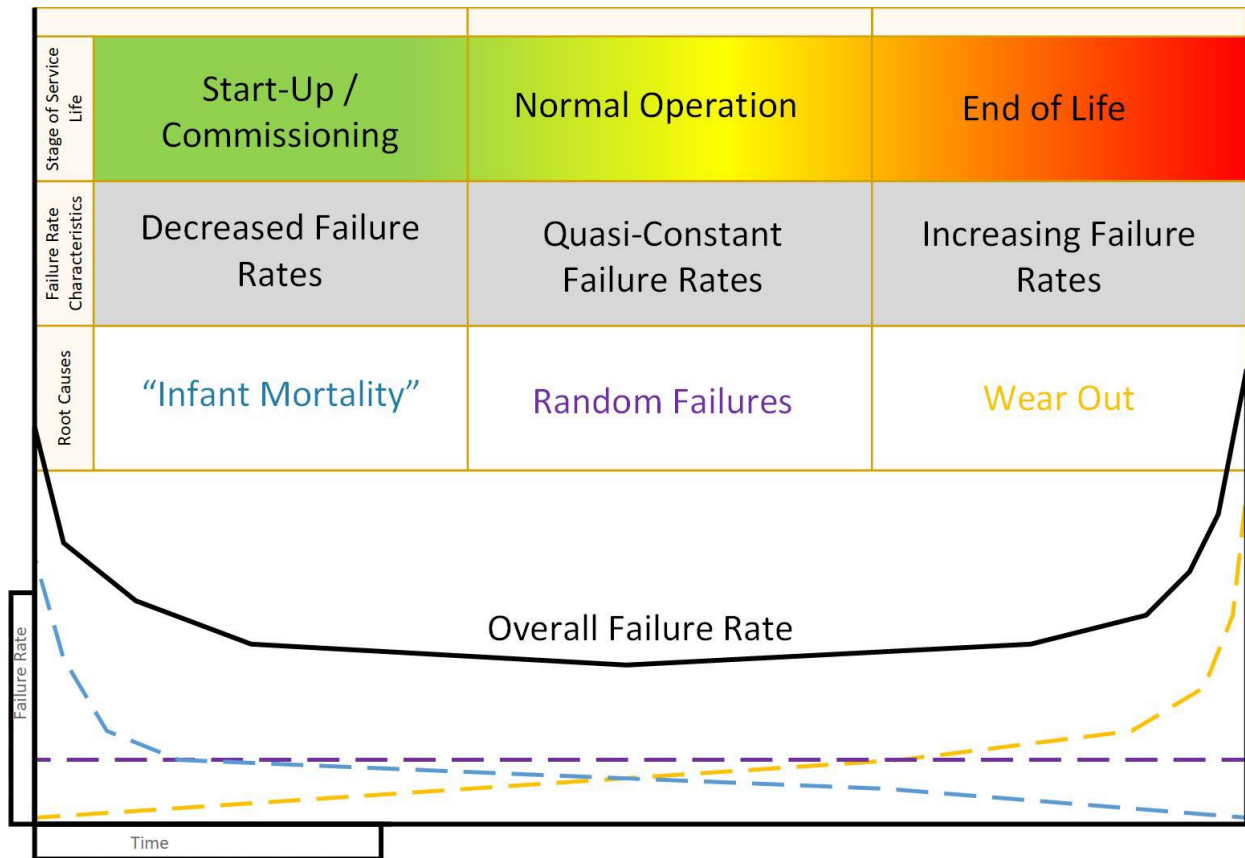 Stage of Service
Life
Start-Up /
Commissioning
Normal Operation
End of Life
Failure Rate
Characteristics
Decreased Failure
Rates
Quasi-Constant
Failure Rates
Increasing Failure
Rates
Root Causes
“Infant Mortality”
Random Failures
Wear Out
Overall Failure Rate
Failure Rate
Time